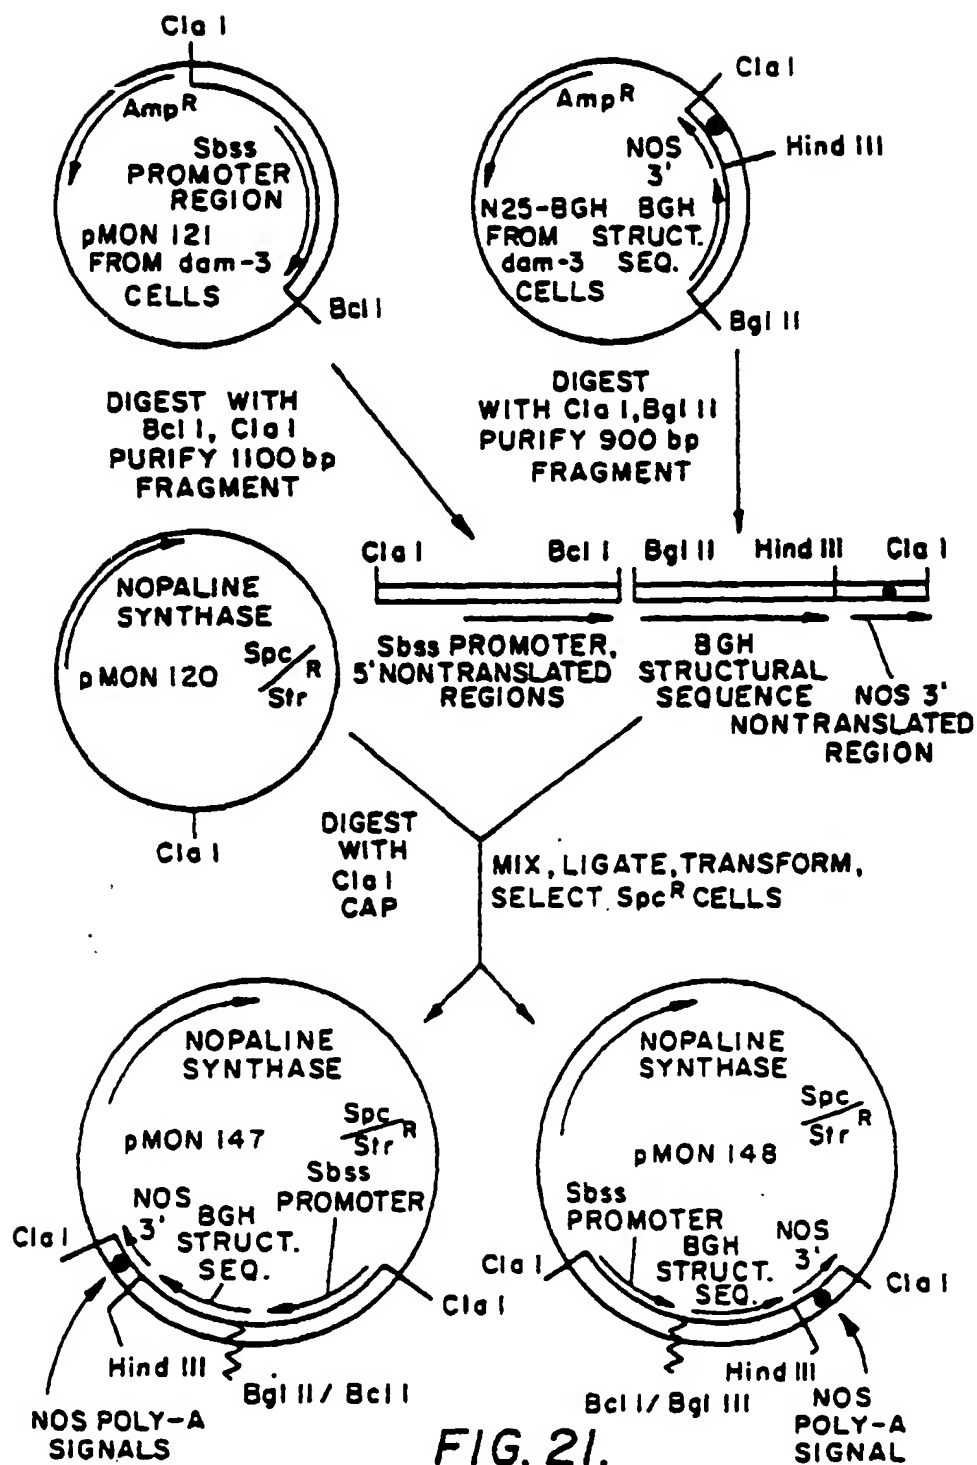 Cla I
Amp R
Sbss
PROMOTER
REGION
pMON 121
FROM dam-3
CELLS
Bcl I
Cla I
Amp R
Hind III
NOS
3'
N25-BGH BGH
FROM STRUCT.
dam-3 SEQ.
CELLS
Bgl II
DIGEST WITH
Bcl I, Cla I
PURIFY 1100 bp
FRAGMENT
DIGEST
WITH Cla I, Bgl II
PURIFY 900 bp
FRAGMENT
NOPALINE
SYNTHASE
pMON 120
Spc R
Str
Cla I
Cla I Bcl I Bgl II Hind III Cla I
Sbss PROMOTER,
5' NONTRANSLATED
REGIONS
BGH
STRUCTURAL
SEQUENCE
NOS 3'
NONTRANSLATED
REGION
DIGEST
WITH
Cla I
CAP
MIX, LIGATE, TRANSFORM,
SELECT Spc R CELLS
NOPALINE
SYNTHASE
pMON 147
Spc R
Str
Sbss
PROMOTER
NOS
3'
BGH
STRUCT.
SEQ.
Cla I
Cla I
Hind III
Bgl II / Bcl I
NOS POLY-A
SIGNALS
NOPALINE
SYNTHASE
Spc R
Str
pMON 148
Sbss
PROMOTER
BGH
STRUCT.
SEQ.
NOS
3'
Cla I
Cla I
Hind III
Bcl I / Bgl III
NOS
POLY-A
SIGNAL
FIG. 21.